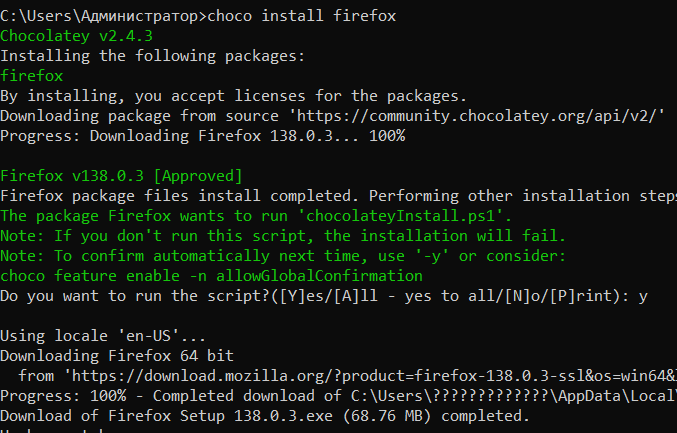 C:\Users\Администратор>choco install firefox
Chocolatey v2.4.3
Installing the following packages:
firefox
By installing, you accept licenses for the packages.
Downloading package from source 'https://community.chocolatey.org/api/v2/'
Progress: Downloading Firefox 138.0.3... 100%
Firefox v138.0.3 [Approved]
Firefox package files install completed. Performing other installation steps
The package Firefox wants to run 'chocolateyInstall.ps1'.
Note: If you don't run this script, the installation will fail.
Note: To confirm automatically next time, use '-y' or consider:
choco feature enable -n allowGlobalConfirmation
Do you want to run the script?([Y]es/[A]ll - yes to all/[N]o/[P]rint): y
Using locale 'en-US'...
Downloading Firefox 64 bit
from 'https://download.mozilla.org/?product=firefox-138.0.3-ssl&os=win64&
Progress: 100% - Completed download of C:\Users\?????????????\AppData\Local\
Download of Firefox Setup 138.0.3.exe (68.76 MB) completed.